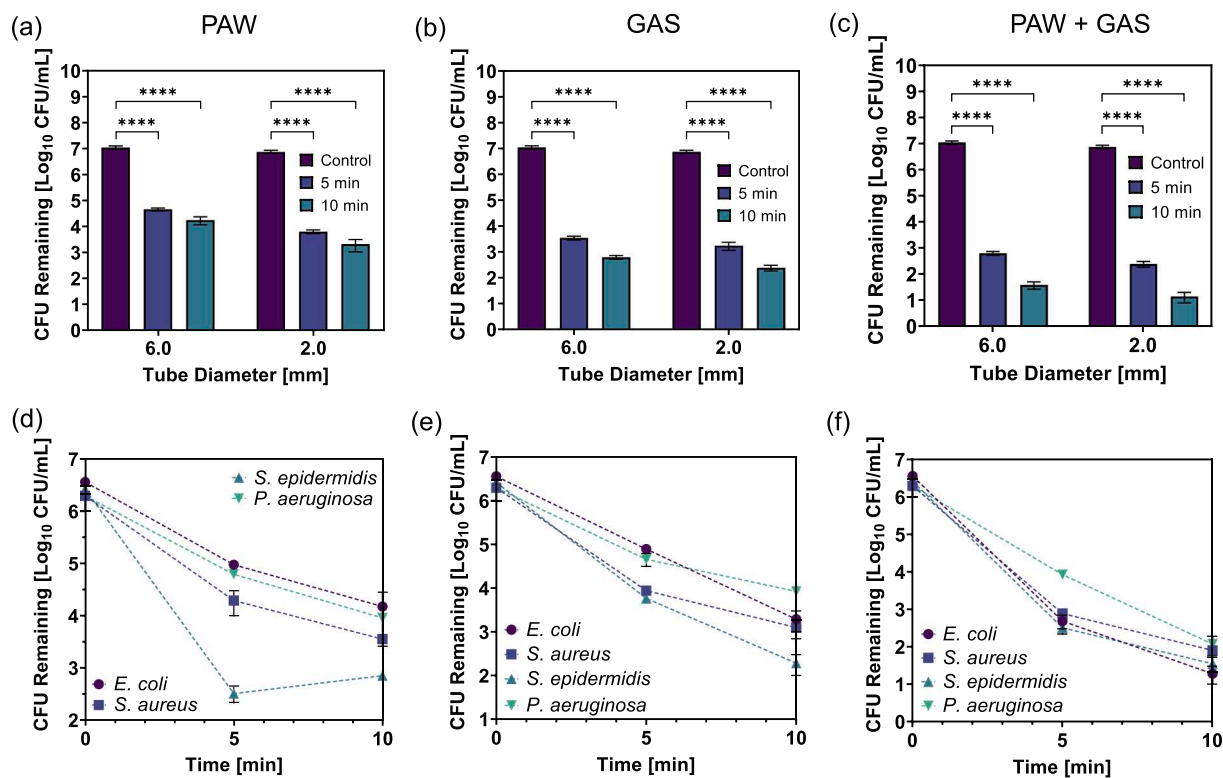 (a)
PAW
CFU Remaining [Log10 CFU/mL]
10
9
8
7
6
5
4
3
2
1
0
****
****
****
****
Control
5 min
10 min
6.0
2.0
Tube Diameter [mm]
(b)
GAS
CFU Remaining [Log10 CFU/mL]
10
9
8
7
6
5
4
3
2
1
0
****
****
****
****
Control
5 min
10 min
6.0
2.0
Tube Diameter [mm]
(c)
PAW + GAS
CFU Remaining [Log10 CFU/mL]
10
9
8
7
6
5
4
3
2
1
0
****
****
****
****
Control
5 min
10 min
6.0
2.0
Tube Diameter [mm]
(d)
CFU Remaining [Log10 CFU/mL]
7
6
5
4
3
2
S. epidermidis
P. aeruginosa
E. coli
S. aureus
0
5
10
Time [min]
(e)
CFU Remaining [Log10 CFU/mL]
7
6
5
4
3
2
1
E. coli
S. aureus
S. epidermidis
P. aeruginosa
0
5
10
Time [min]
(f)
CFU Remaining [Log10 CFU/mL]
7
6
5
4
3
2
1
0
E. coli
S. aureus
S. epidermidis
P. aeruginosa
0
5
10
Time [min]